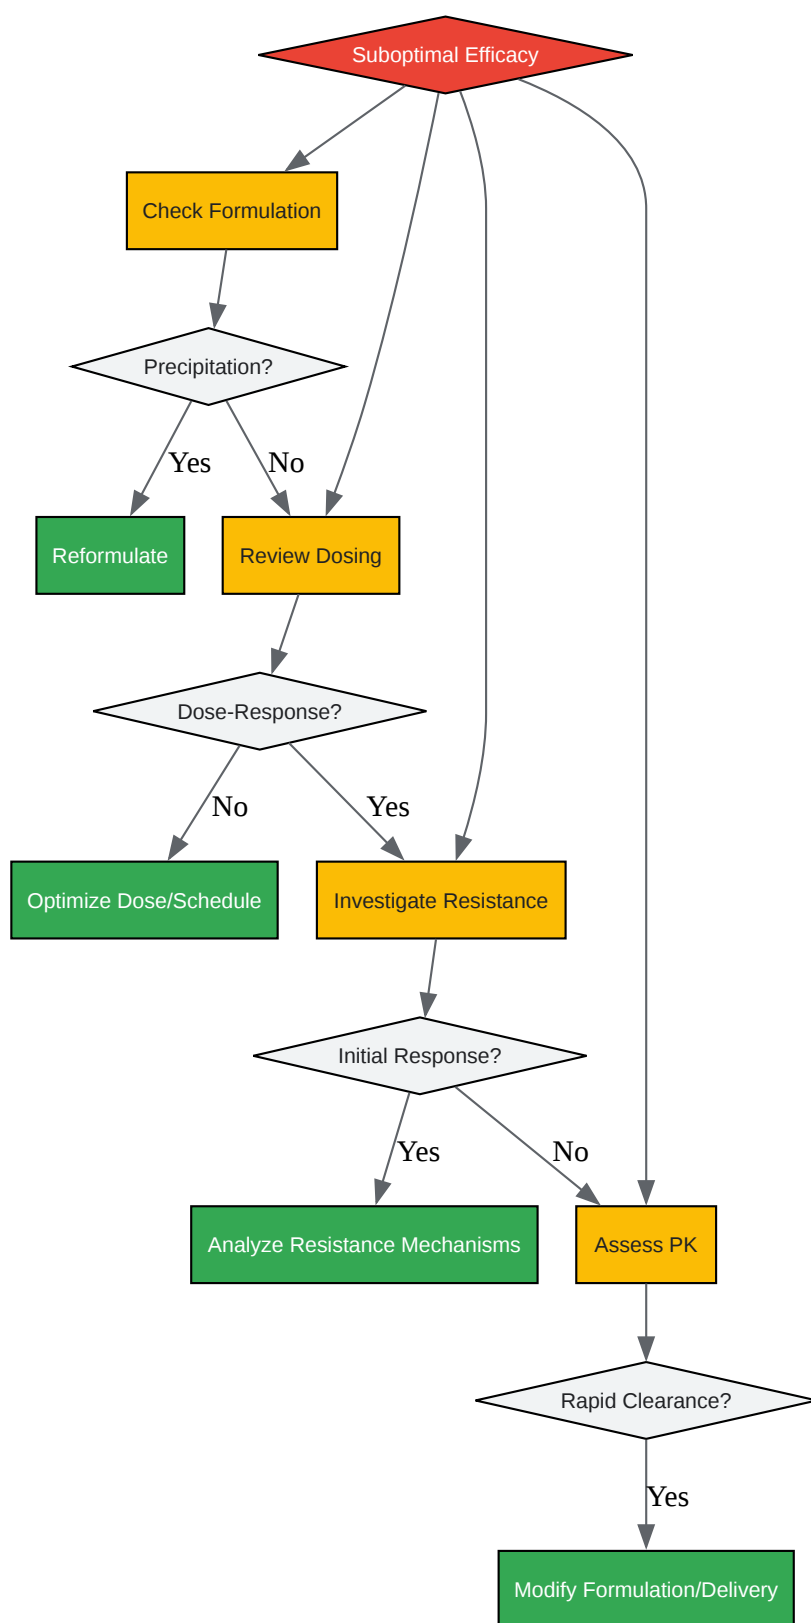 Suboptimal Efficacy
Check Formulation
Precipitation?
Yes
No
Reformulate
Review Dosing
Dose-Response?
No
Yes
Optimize Dose/Schedule
Investigate Resistance
Initial Response?
Yes
No
Analyze Resistance Mechanisms
Assess PK
Rapid Clearance?
Yes
Modify Formulation/Delivery